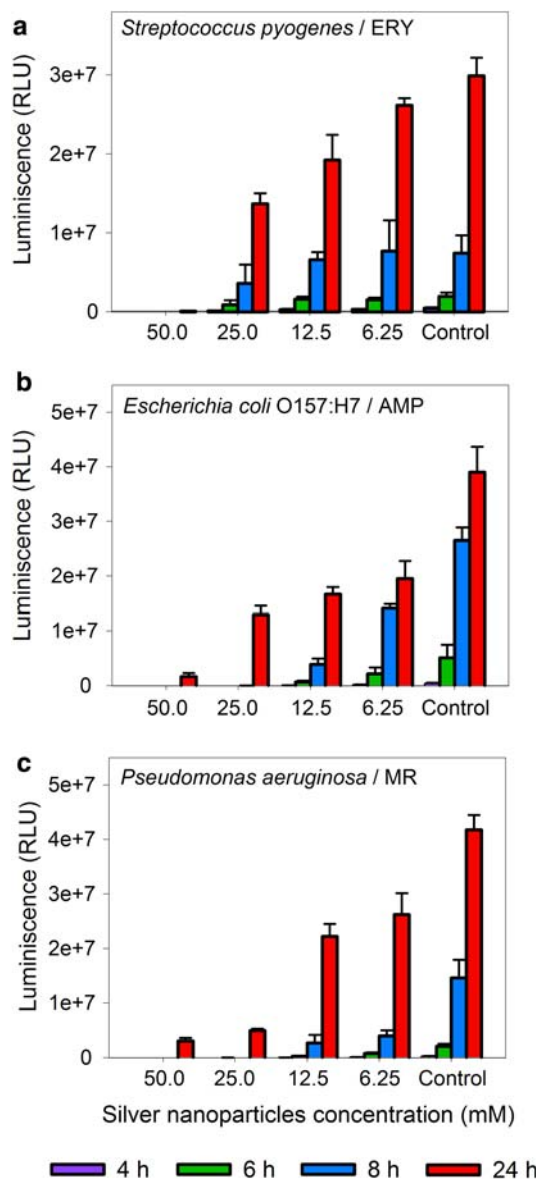 a
Streptococcus pyogenes / ERY
Luminiscence (RLU)
3e+7
2e+7
1e+7
0
50.0 25.0 12.5 6.25 Control
b
Escherichia coli O157:H7 / AMP
Luminiscence (RLU)
5e+7
4e+7
3e+7
2e+7
1e+7
0
50.0 25.0 12.5 6.25 Control
c
Pseudomonas aeruginosa / MR
Luminiscence (RLU)
5e+7
4e+7
3e+7
2e+7
1e+7
0
50.0 25.0 12.5 6.25 Control
Silver nanoparticles concentration (mM)
4 h 6 h 8 h 24 h